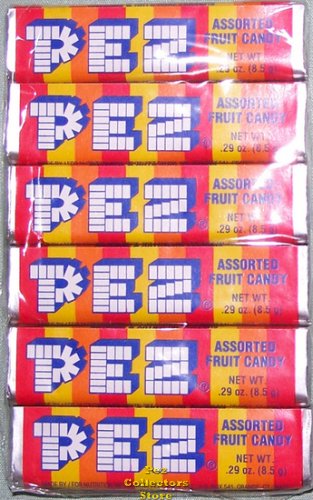 PEZ
ASSORTED
FRUIT CANDY
NET WT.
.29 oz. (8.5 g)
PEZ
ASSORTED
FRUIT CANDY
NET WT.
.29 oz. (8.5 g)
PEZ
ASSORTED
FRUIT CANDY
NET WT.
.29 oz. (8.5 g)
PEZ ®
ASSORTED
FRUIT CANDY
NET WT.
.29 oz. (8.5 g)
PEZ ®
ASSORTED
FRUIT CANDY
NET WT.
.29 oz. (8.5 g)
PEZ ®
ASSORTED
FRUIT CANDY
NET WT.
.29 oz. (8.5 g)
Pez
Collectors
Store